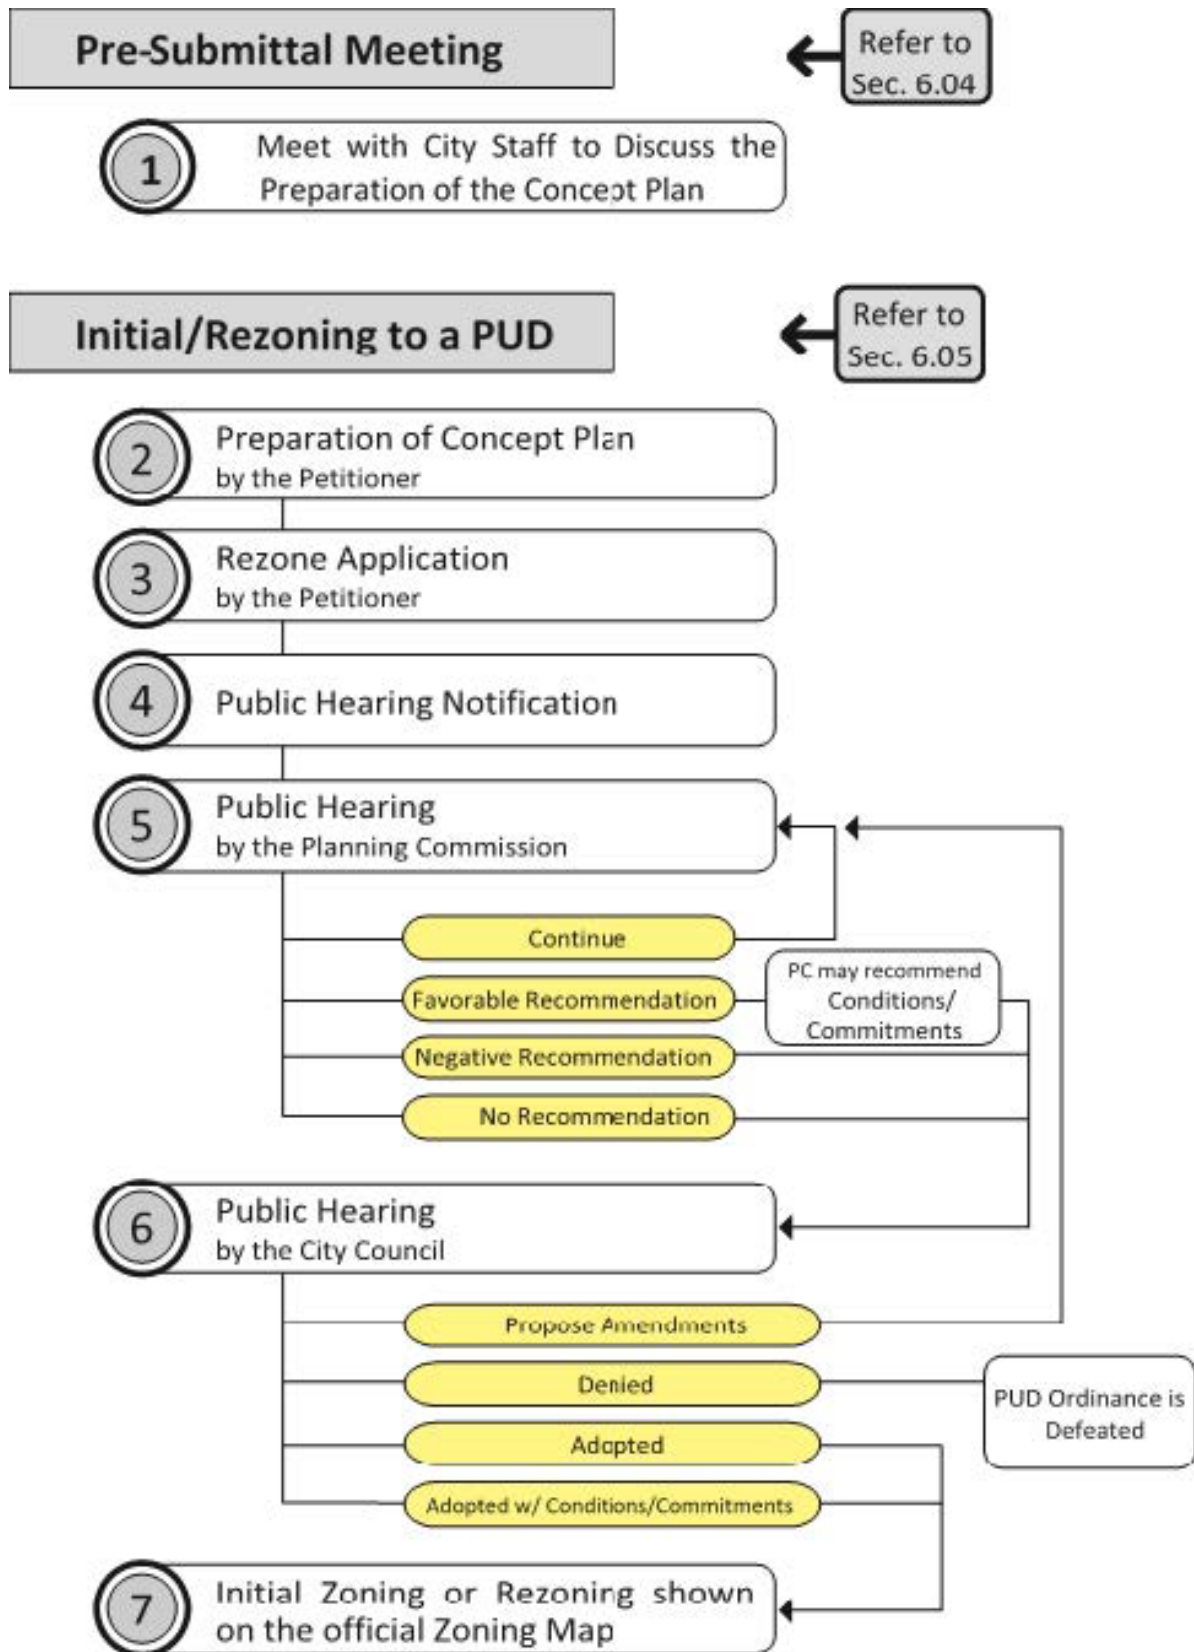 Pre-Submittal Meeting
Refer to
Sec. 6.04
1
Meet with City Staff to Discuss the
Preparation of the Concept Plan
Initial/Rezoning to a PUD
Refer to
Sec. 6.05
2
Preparation of Concept Plan
by the Petitioner
3
Rezone Application
by the Petitioner
4
Public Hearing Notification
5
Public Hearing
by the Planning Commission
Continue
Favorable Recommendation
PC may recommend
Conditions/
Commitments
Negative Recommendation
No Recommendation
6
Public Hearing
by the City Council
Propose Amendments
Denied
PUD Ordinance is
Defeated
Adopted
Adopted w/ Conditions/Commitments
7
Initial Zoning or Rezoning shown
on the official Zoning Map